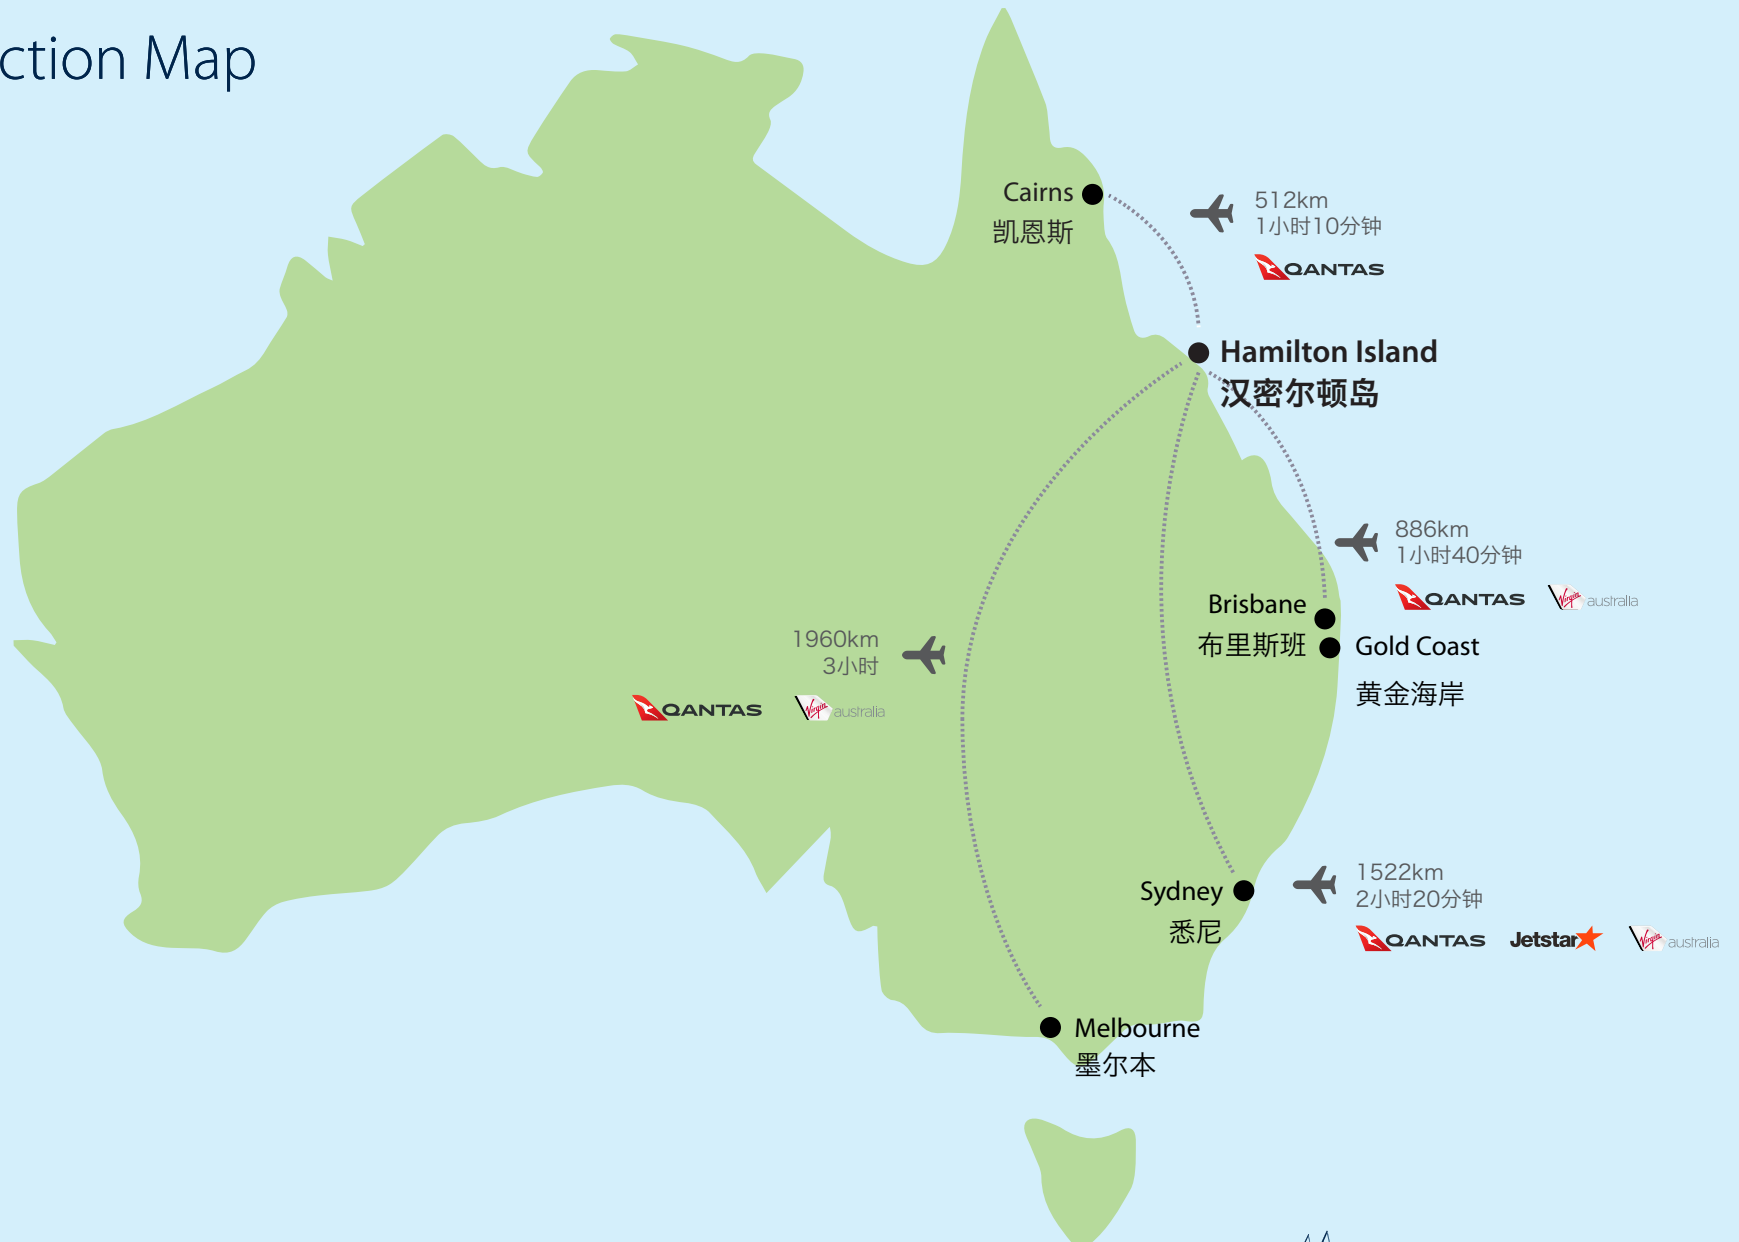 ction Map
Cairns
凯恩斯
512km
1小时10分钟
QANTAS
Hamilton Island
汉密尔顿岛
886km
1小时40分钟
QANTAS
Virgin australia
Brisbane
布里斯班
Gold Coast
黄金海岸
1960km
3小时
QANTAS
Virgin australia
Sydney
悉尼
1522km
2小时20分钟
QANTAS
Jetstar
Virgin australia
Melbourne
墨尔本